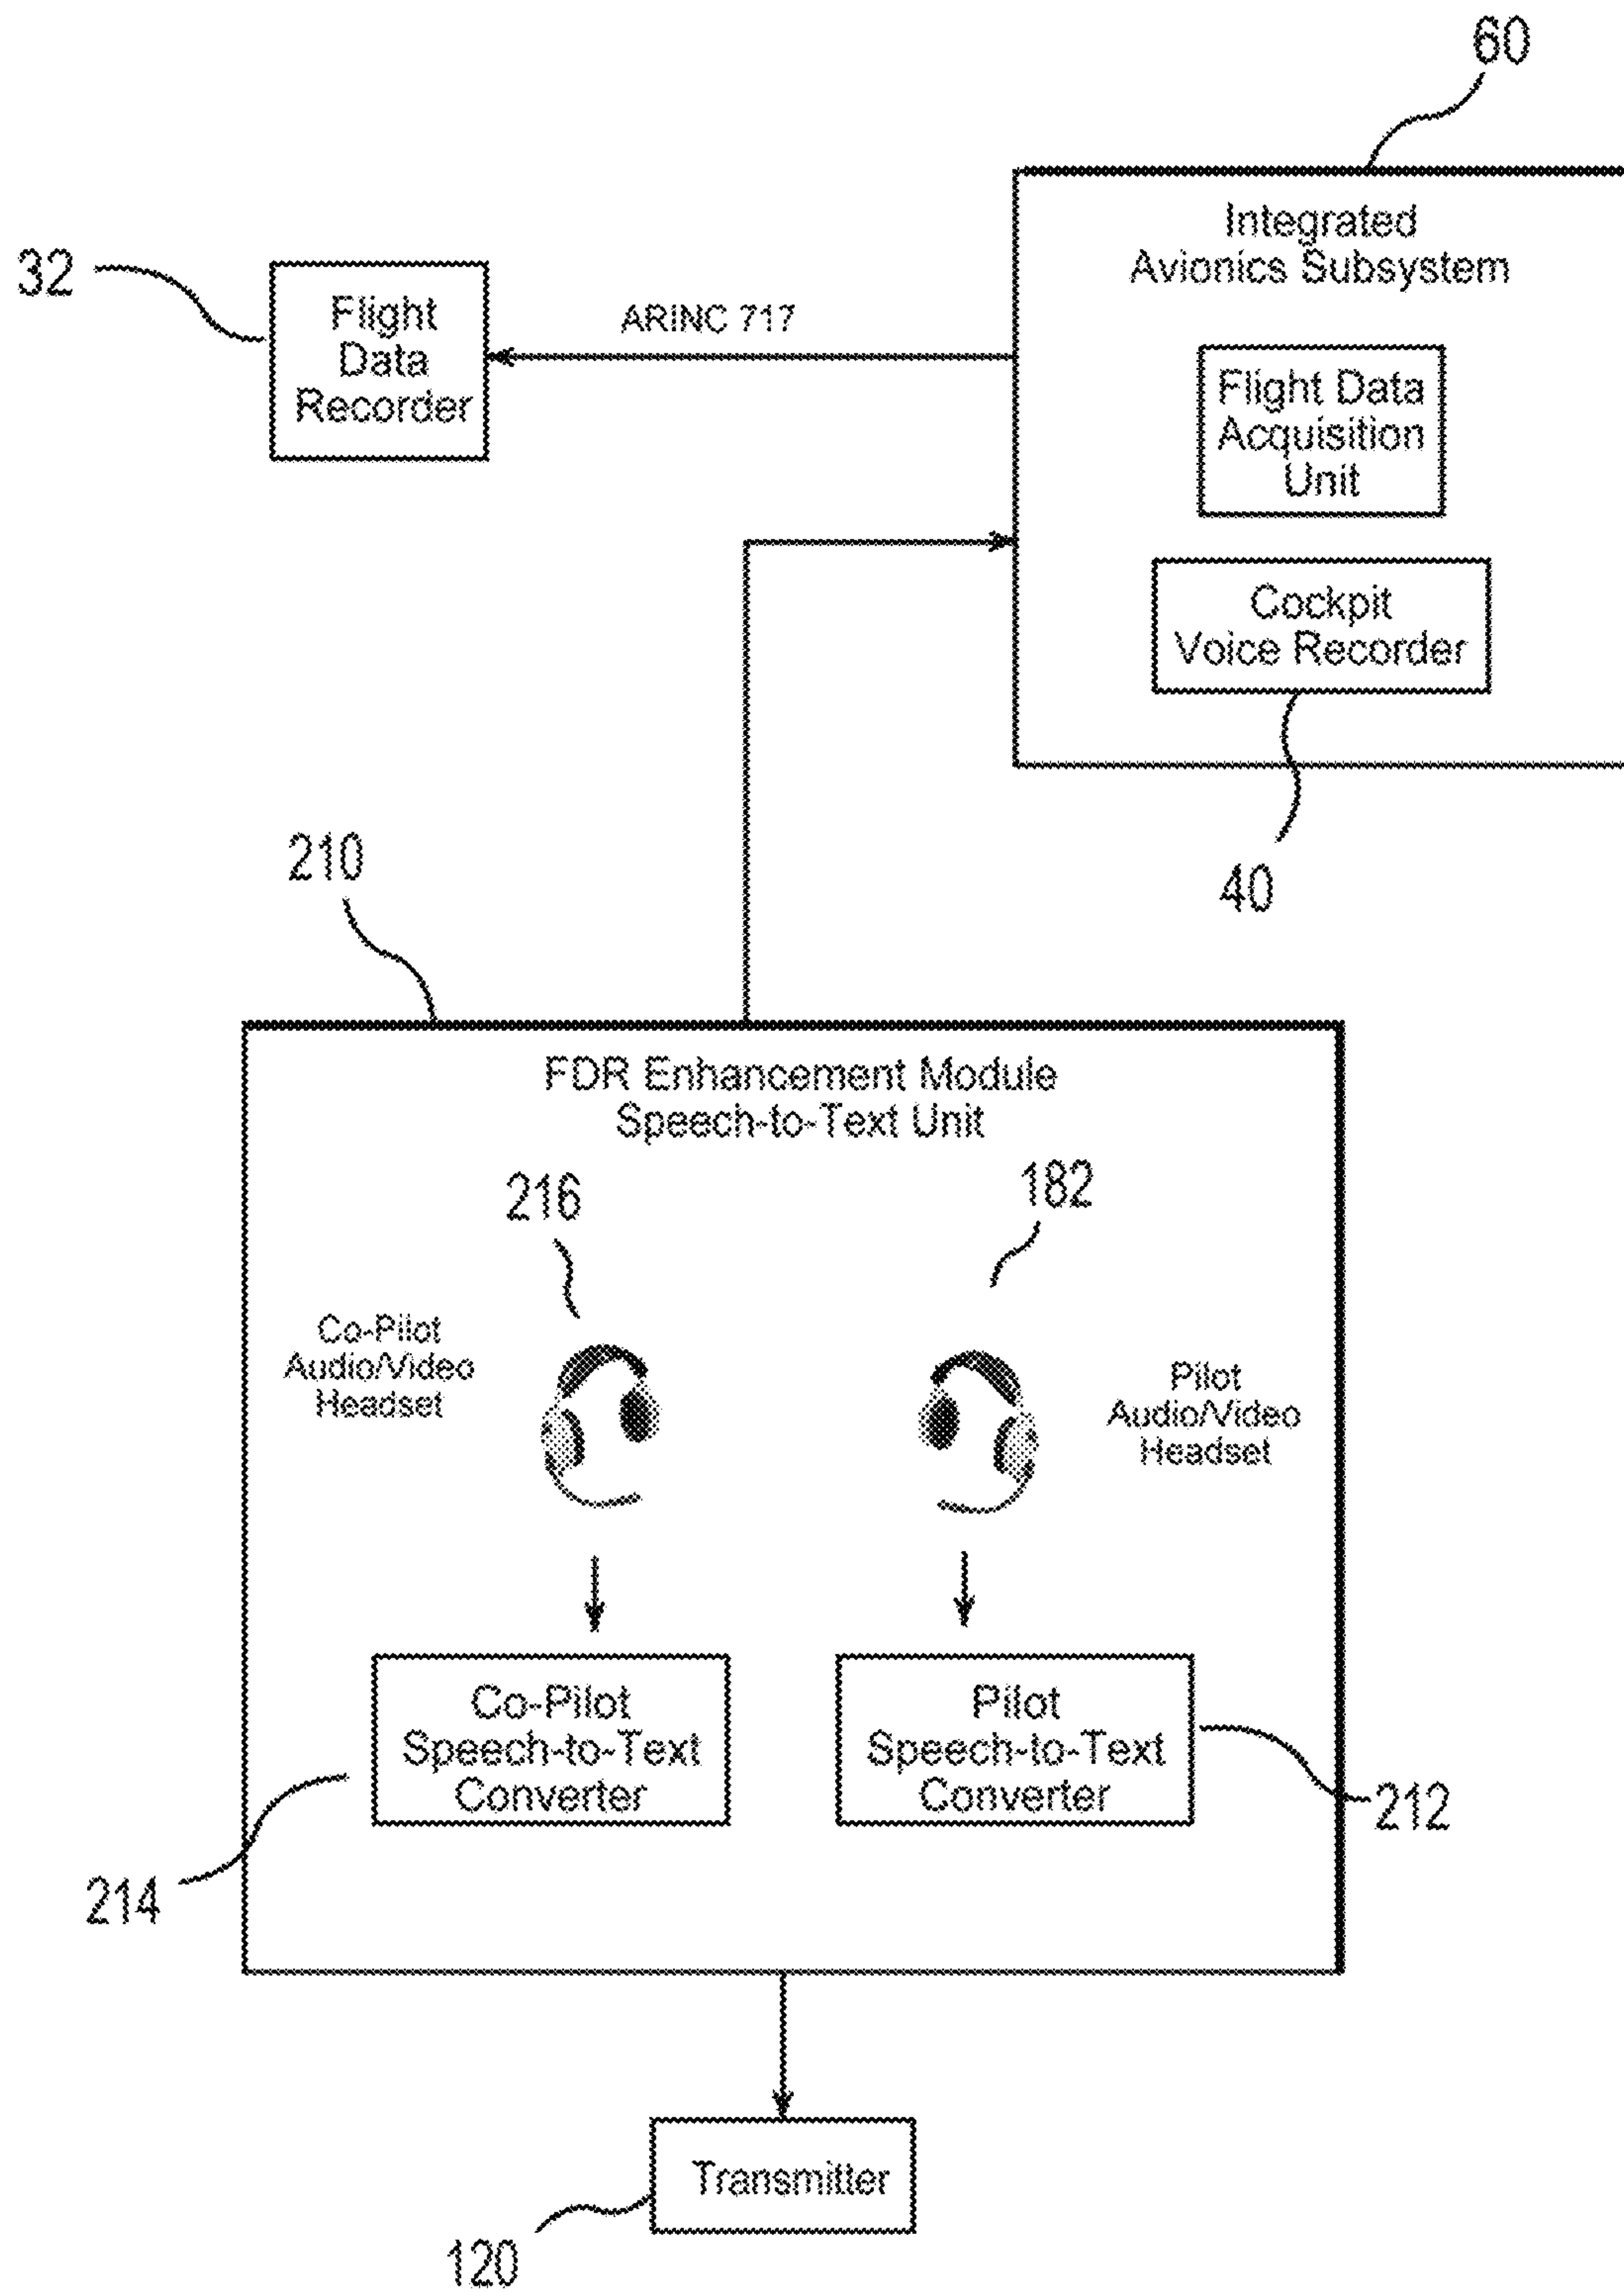 60
Integrated
Avionics Subsystem
32
Flight
Data
Recorder
ARINC 717
Flight Data
Acquisition
Unit
Cockpit
Voice Recorder
40
210
FDR Enhancement Module
Speech-to-Text Unit
216
182
Co-Pilot
Audio/Video
Headset
Pilot
Audio/Video
Headset
Co-Pilot
Speech-to-Text
Converter
Pilot
Speech-to-Text
Converter
214
212
Transmitter
120